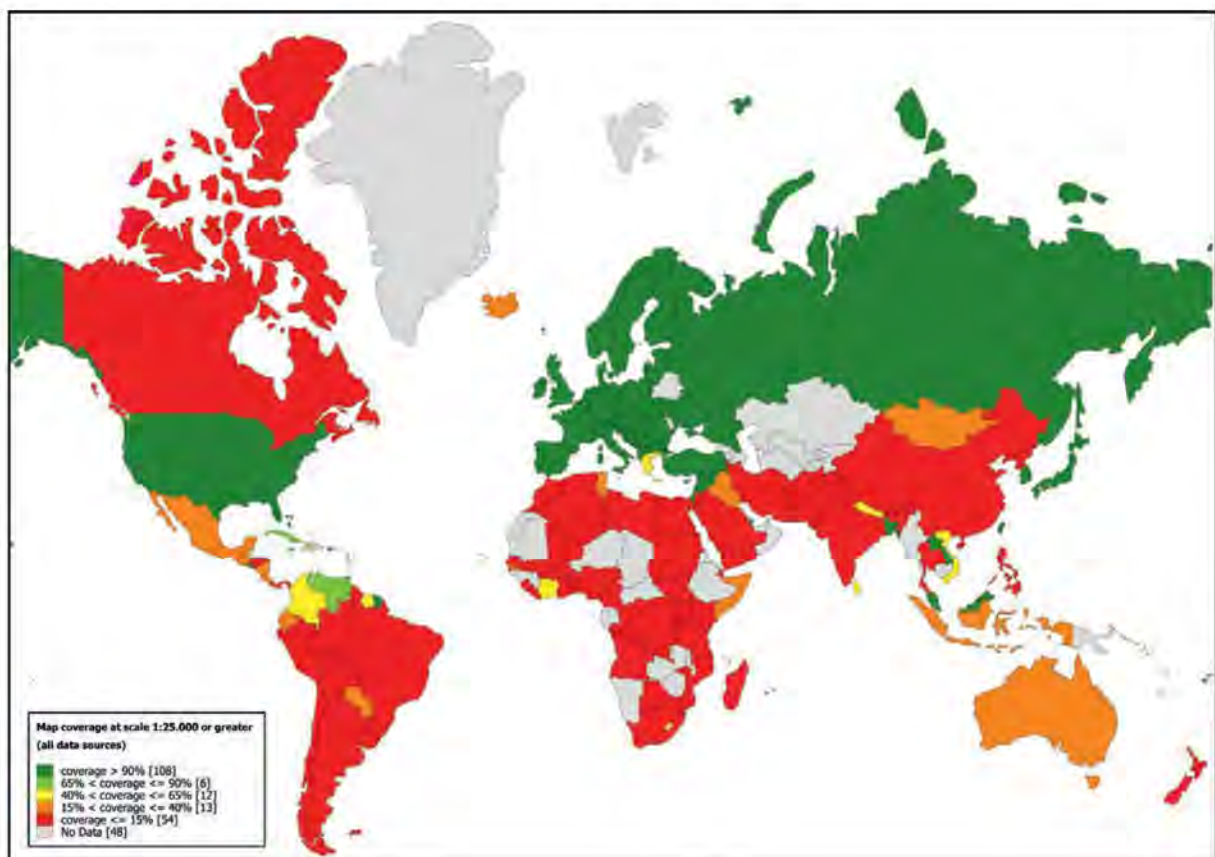 Map coverage at scale 1:25.000 or greater
(all data sources)
coverage > 90% [108]
65% < coverage <= 90% [6]
40% < coverage <= 65% [12]
15% < coverage <= 40% [13]
coverage <= 15% [54]
No Data [48]